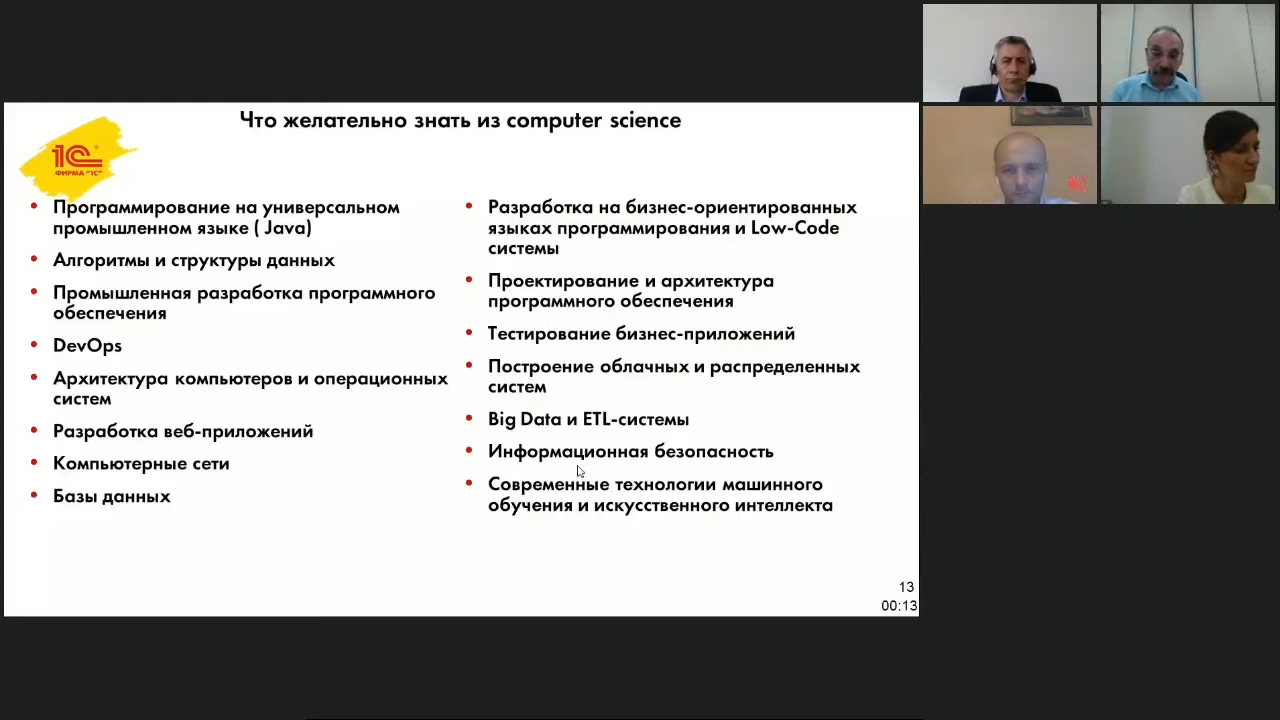 Что желательно знать из computer science
1С®
ФИРМА "1С"
• Программирование на универсальном
промышленном языке ( Java)
• Алгоритмы и структуры данных
• Промышленная разработка программного
обеспечения
• DevOps
• Архитектура компьютеров и операционных
систем
• Разработка веб-приложений
• Компьютерные сети
• Базы данных
• Разработка на бизнес-ориентированных
языках программирования и Low-Code
системы
• Проектирование и архитектура
программного обеспечения
• Тестирование бизнес-приложений
• Построение облачных и распределенных
систем
• Big Data и ETL-системы
• Информационная безопасность
• Современные технологии машинного
обучения и искусственного интеллекта
13
00:13